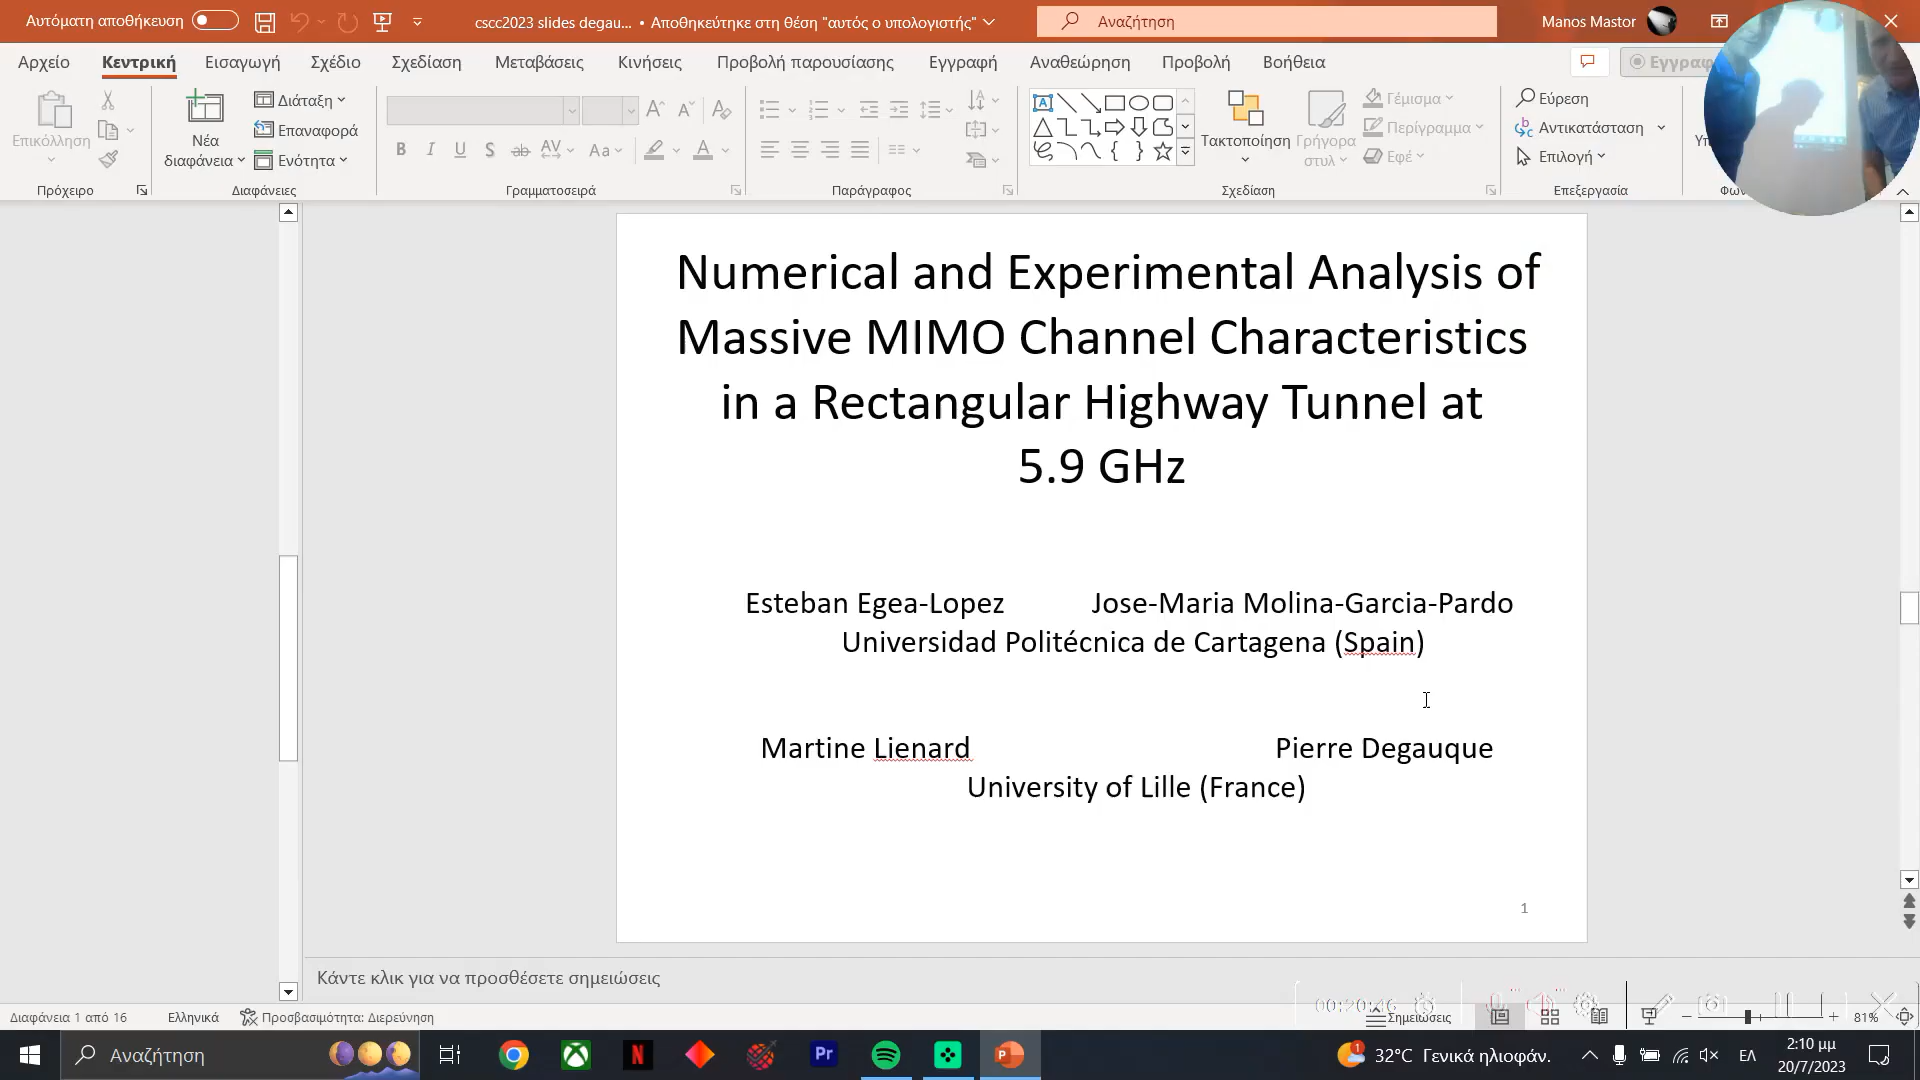 Αυτόματη αποθήκευση
cscc2023 slides degau... • Αποθηκεύτηκε στη θέση "αυτός ο υπολογιστής"
Αναζήτηση
Manos Mastor
Αρχείο Κεντρική Εισαγωγή Σχέδιο Σχεδίαση Μεταβάσεις Κινήσεις Προβολή παρουσίασης Εγγραφή Αναθεώρηση Προβολή Βοήθεια
Επικόλληση
Νέα
διαφάνεια
Διάταξη
Επαναφορά
Ενότητα
Τακτοποίηση
Γρήγορα
στυλ
Γέμισμα
Περίγραμμα
Εφέ
Εύρεση
Αντικατάσταση
Επιλογή
Πρόχειρο Διαφάνειες Γραμματοσειρά Παράγραφος Σχεδίαση Επεξεργασία
Numerical and Experimental Analysis of
Massive MIMO Channel Characteristics
in a Rectangular Highway Tunnel at
5.9 GHz
Esteban Egea-Lopez Jose-Maria Molina-Garcia-Pardo
Universidad Politécnica de Cartagena (Spain)
Martine Lienard Pierre Degauque
University of Lille (France)
1
Κάντε κλικ για να προσθέσετε σημειώσεις
00:20:46
Διαφάνεια 1 από 16 Ελληνικά Προσβασιμότητα: Διερεύνηση Σημειώσεις 81%
Αναζήτηση
32°C Γενικά ηλιοφάν. ΕΛ
2:10 μμ
20/7/2023